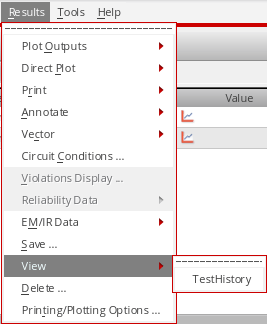 Results Tools Help
Plot Outputs
Direct Plot
Print
Annotate
Vector
Circuit Conditions ...
Violations Display ...
Reliability Data
EM/IR Data
Save ...
View
Delete ...
Printing/Plotting Options ...
Value
TestHistory